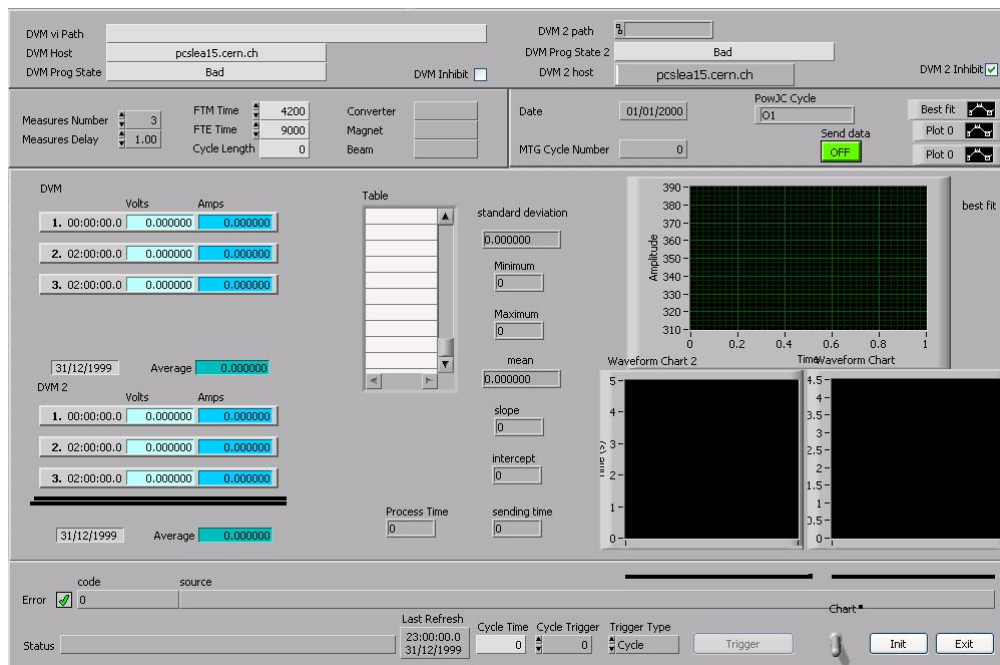 DVM vi Path
DVM 2 path
DVM Host pcslea15.cern.ch
DVM Prog State 2 Bad
DVM Prog State Bad
DVM Inhibit
DVM 2 host pcslea15.cern.ch
DVM 2 Inhibit
Measures Number 3
Measures Delay 1.00
FTM Time 4200
FTE Time 9000
Cycle Length 0
Converter
Magnet
Beam
Date 01/01/2000
MTG Cycle Number 0
PowJC Cycle
O1
Send data
OFF
Best fit
Plot 0
Plot 0
DVM
Volts Amps
1. 00:00:00.0 0.000000 0.000000
2. 02:00:00.0 0.000000 0.000000
3. 02:00:00.0 0.000000 0.000000
31/12/1999 Average 0.000000
DVM 2
Volts Amps
1. 00:00:00.0 0.000000 0.000000
2. 02:00:00.0 0.000000 0.000000
3. 02:00:00.0 0.000000 0.000000
31/12/1999 Average 0.000000
Table
standard deviation
0.000000
Minimum
0
Maximum
0
mean
0.000000
slope
0
intercept
0
Process Time
0
sending time
0
best fit
Amplitude
390
380
370
360
350
340
330
320
310
0 0.2 0.4 0.6 0.8 1
Waveform Chart 2
Waveform Chart
Time (s)
5
4
3
2
1
0
4.5
4
3.5
3
2.5
2
1.5
1
0.5
0
code source
Error 0
Chart
Status
Last Refresh
23:00:00.0
31/12/1999
Cycle Time
0
Cycle Trigger
0
Trigger Type
Cycle
Trigger
Init
Exit